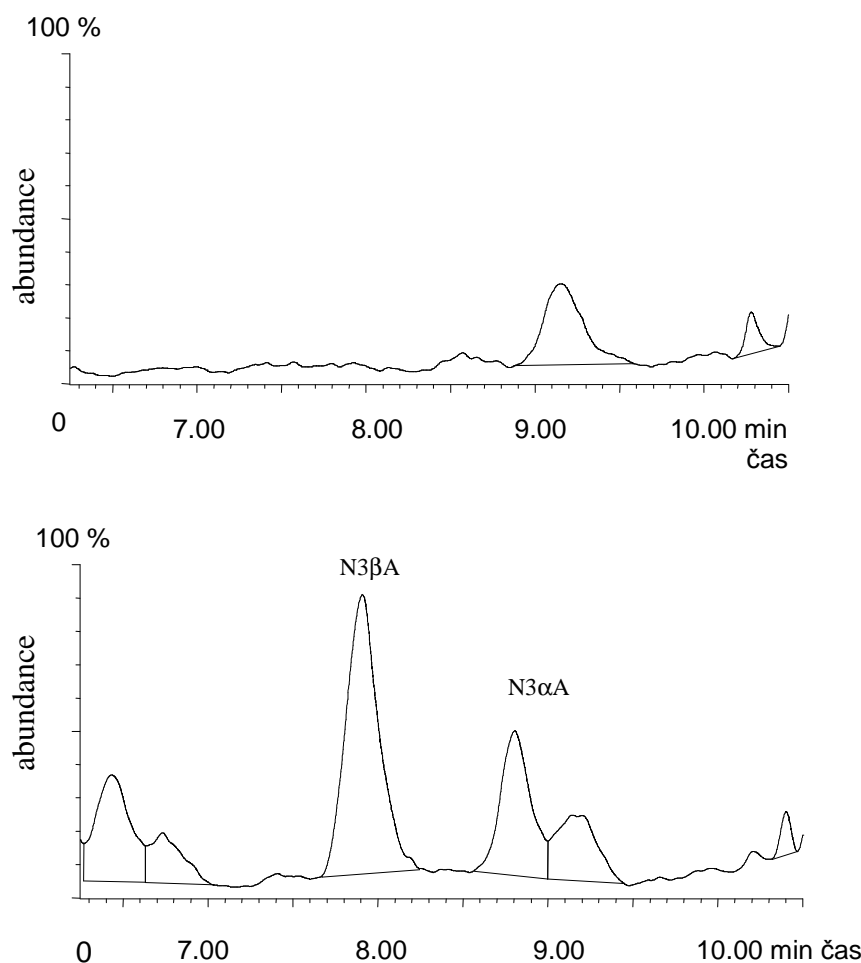 100 %
abundance
0 7.00 8.00 9.00 10.00 min
čas
100 %
N3βA
N3αA
abundance
0 7.00 8.00 9.00 10.00 min čas